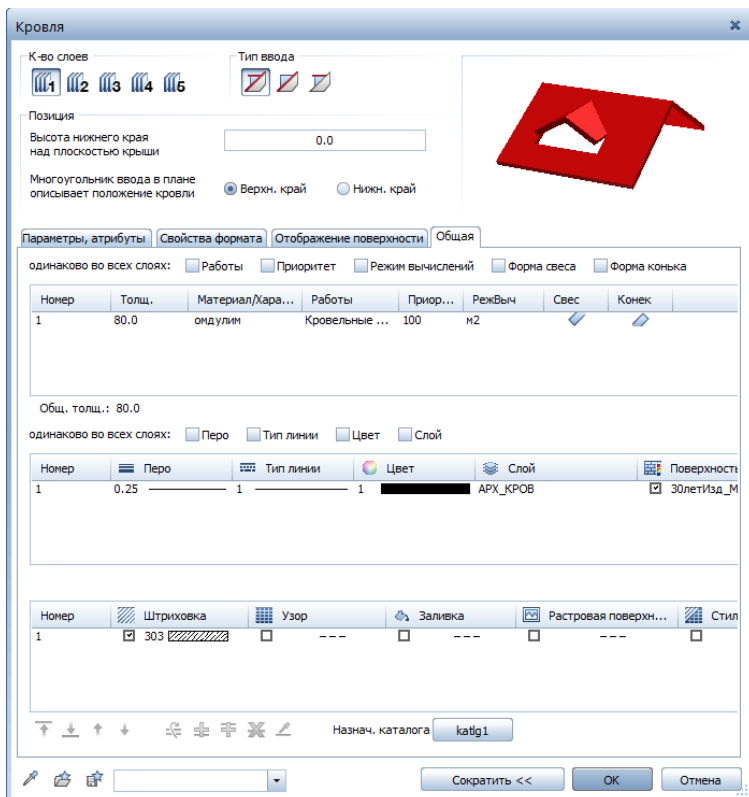 Кровля
К-во слоев
Тип ввода
1 2 3 4 5
Позиция
Высота нижнего края
над плоскостью крыши
0.0
Многоугольник ввода в плане
описывает положение кровли
Верхн. край Нижн. край
Параметры, атрибуты Свойства формата Отображение поверхности Общая
одинаково во всех слоях: Работы Приоритет Режим вычислений Форма свеса Форма конька
Номер Толщ. Материал/Хара... Работы Приор... РежВыч Свес Конек
1 80.0 омдулим Кровельные ... 100 м2
Общ. толщ.: 80.0
одинаково во всех слоях: Перо Тип линии Цвет Слой
Номер Перо Тип линии Цвет Слой Поверхность
1 0.25 1 1 АРХ_КРОВ 30летИзд_М
Номер Штриховка Узор Заливка Растровая поверхн... Стил
1 303 --- --- ---
Назнач. каталога katlg1
Сократить << OK Отмена